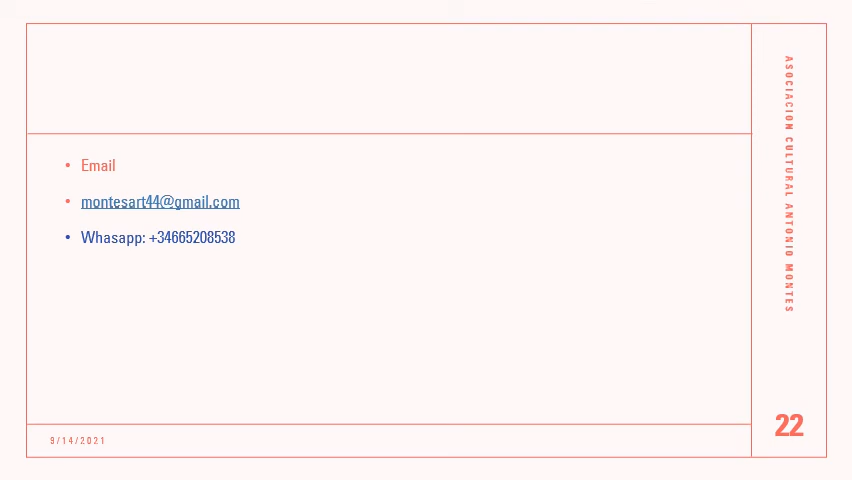 Email
montesart44@gmail.com
Whasapp: +34665208538
ASOCIACION CULTURAL ANTONIO MONTES
9/14/2021
22